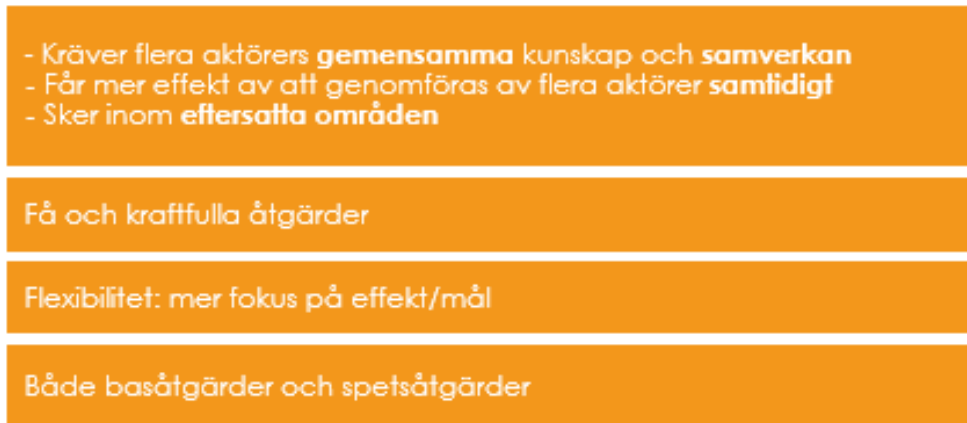 - Kräver flera aktörers gemensamma kunskap och samverkan
- Får mer effekt av att genomföras av flera aktörer samtidigt
- Sker inom eftersatta områden
Få och kraftfulla åtgärder
Flexibilitet: mer fokus på effekt/mål
Både basåtgärder och spetsåtgärder